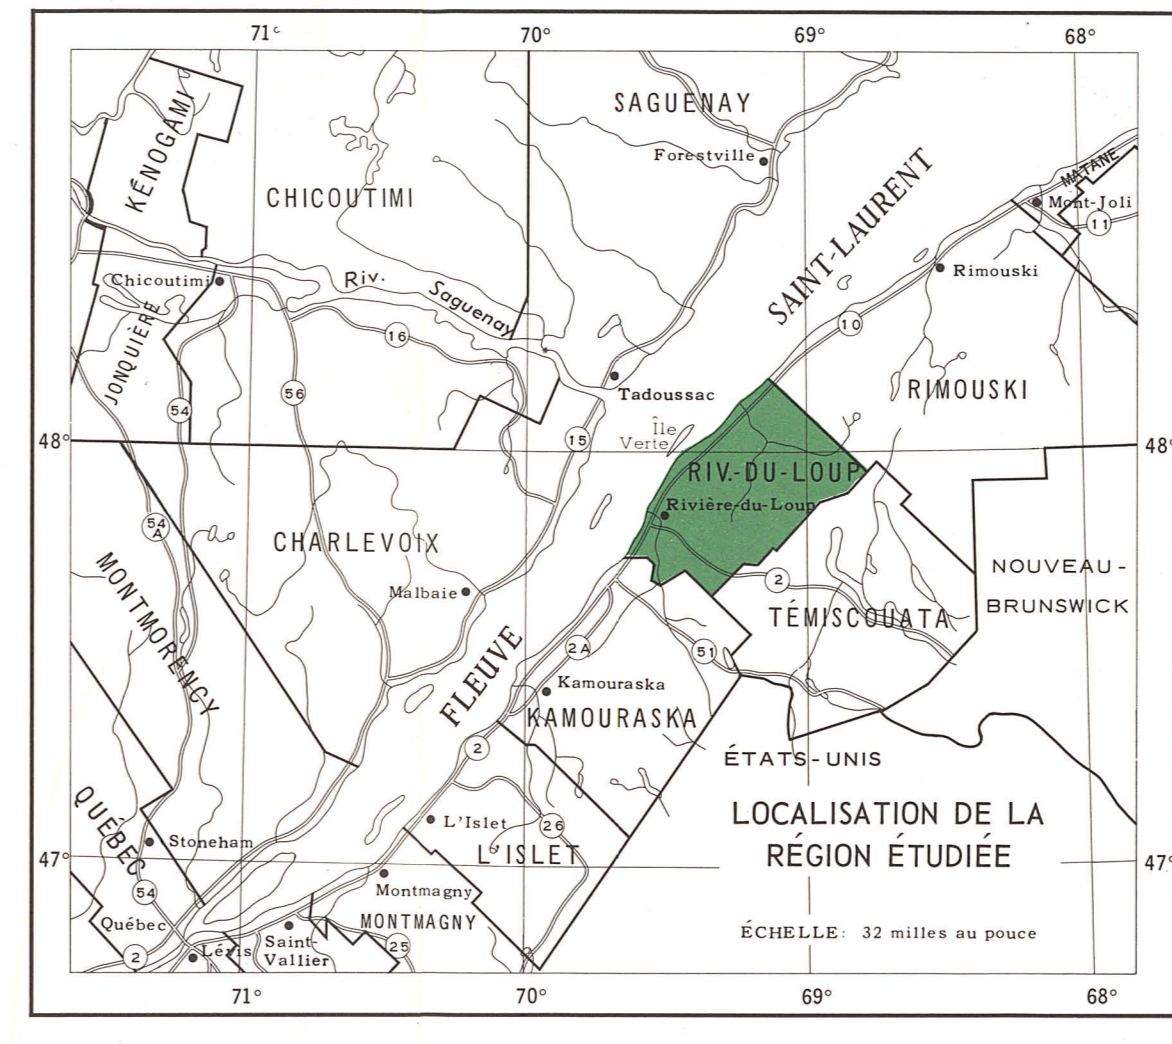 71°
70°
69°
68°
SAGUENAY
KÉNOGAMI
Forestville
MATANE
CHICOUTIMI
Mont-Joli
11
SAINT-LAURENT
Rimouski
Chicoutimi
Riv. Saguenay
JONQUIÈRE
16
10
56
54
Tadoussac
RIMOUSKI
48°
15
Île
Verte
48°
RIV.-DU-LOUP
Rivière-du-Loup
54
A
CHARLEVOIX
NOUVEAU-
BRUNSWICK
Malbaie
2
TÉMISCOUATA
MONTMORENCY
2A
51
FLEUVE
Kamouraska
KAMOURASKA
2
ÉTATS-UNIS
QUÉBEC
LOCALISATION DE LA
RÉGION ÉTUDIÉE
Stoneham
L'Islet
26
L'ISLET
47°
47°
54
Montmagny
Québec
MONTMAGNY
ÉCHELLE: 32 milles au pouce
2
Lévis
Saint-
Vallier
25
71°
70°
69°
68°